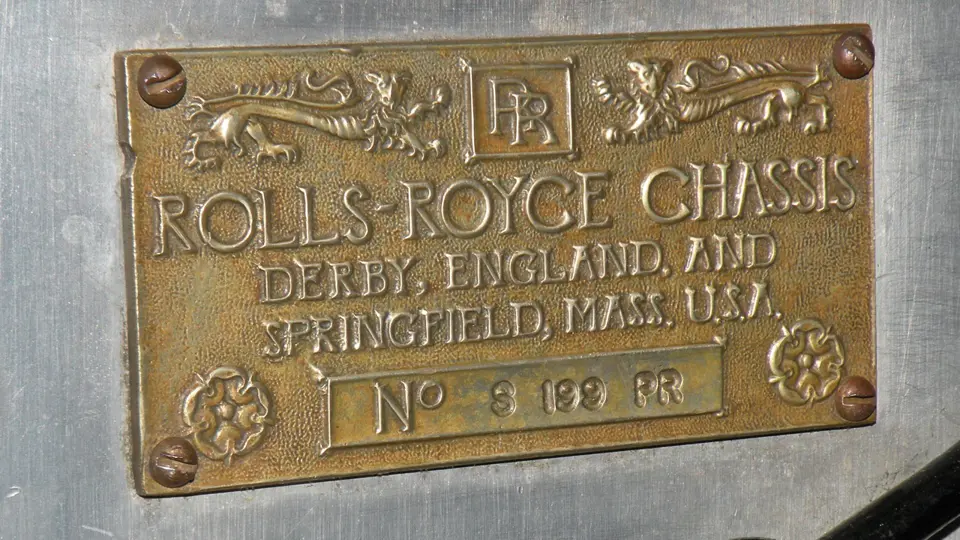 RR
ROLLS-ROYCE CHASSIS
DERBY, ENGLAND, AND
SPRINGFIELD, MASS, U.S.A.
No S 199 PR